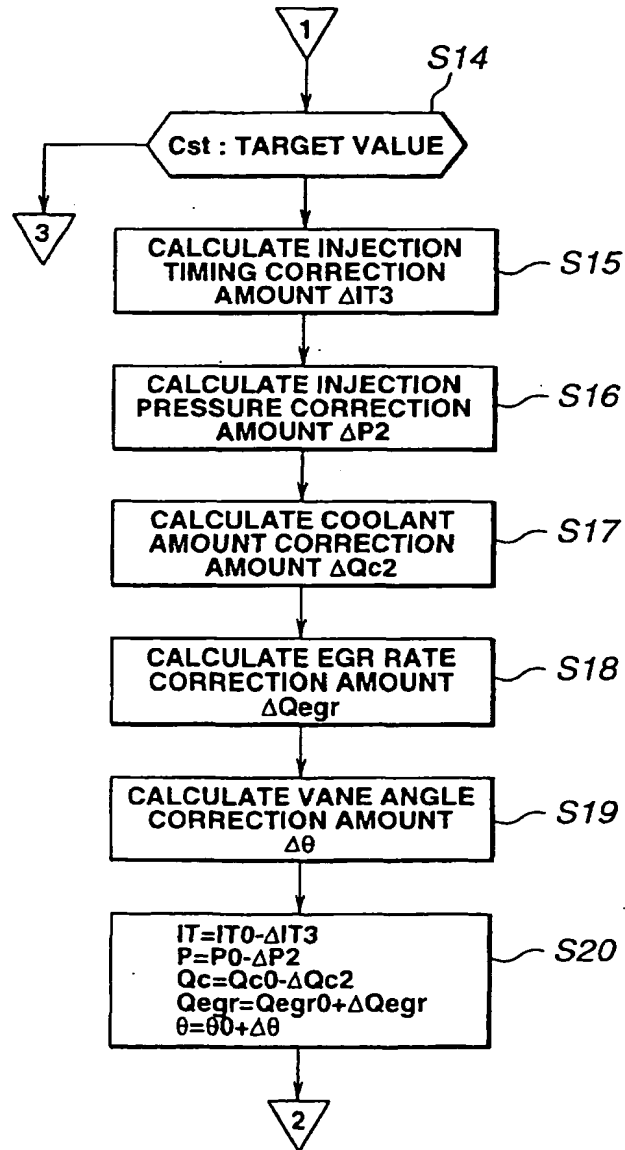 1
S14
Cst : TARGET VALUE
3
CALCULATE INJECTION
TIMING CORRECTION
AMOUNT ΔIT3
S15
CALCULATE INJECTION
PRESSURE CORRECTION
AMOUNT ΔP2
S16
CALCULATE COOLANT
AMOUNT CORRECTION
AMOUNT ΔQc2
S17
CALCULATE EGR RATE
CORRECTION AMOUNT
ΔQegr
S18
CALCULATE VANE ANGLE
CORRECTION AMOUNT
Δθ
S19
IT=IT0-ΔIT3
P=P0-ΔP2
Qc=Qc0-ΔQc2
Qegr=Qegr0+ΔQegr
θ=θ0+Δθ
S20
2